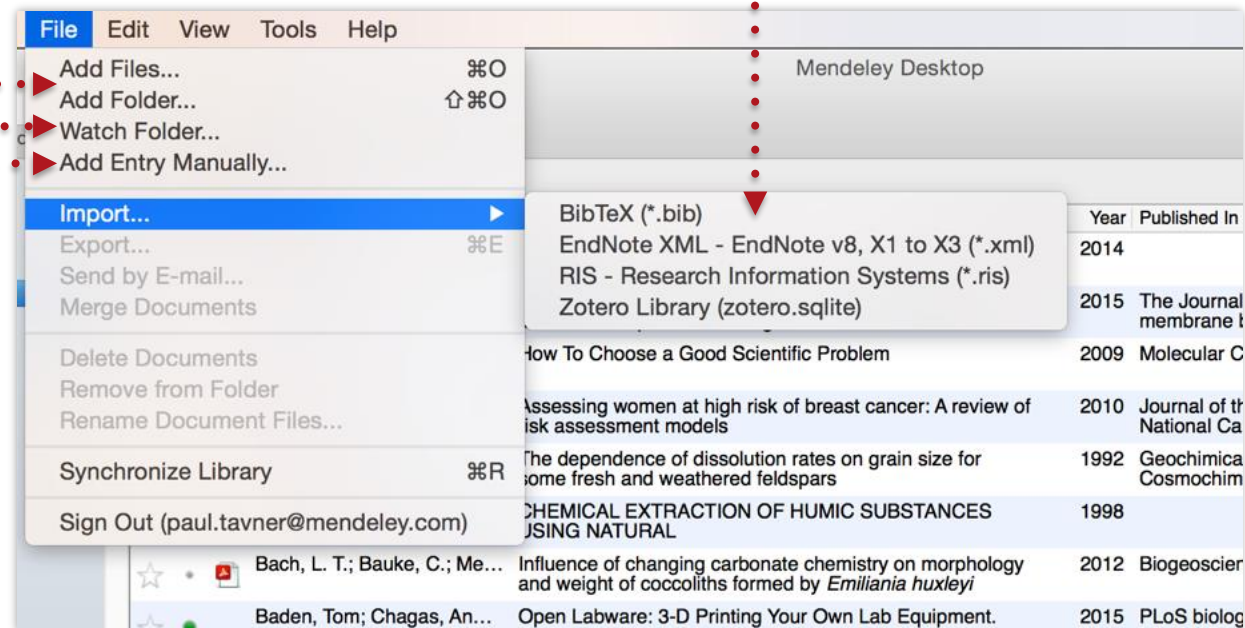 File Edit View Tools Help
Mendeley Desktop
Add Files... ⌘O
Add Folder... ⇧⌘O
Watch Folder...
Add Entry Manually...
Import...
Export... ⌘E
Send by E-mail...
Merge Documents
Delete Documents
Remove from Folder
Rename Document Files...
Synchronize Library ⌘R
Sign Out (paul.tavner@mendeley.com)
BibTeX (*.bib)
EndNote XML - EndNote v8, X1 to X3 (*.xml)
RIS - Research Information Systems (*.ris)
Zotero Library (zotero.sqlite)
Year Published In
2014
2015 The Journal
membrane
How To Choose a Good Scientific Problem 2009 Molecular C
Assessing women at high risk of breast cancer: A review of 2010 Journal of th
risk assessment models National Ca
The dependence of dissolution rates on grain size for 1992 Geochimica
some fresh and weathered feldspars Cosmochim
CHEMICAL EXTRACTION OF HUMIC SUBSTANCES 1998
USING NATURAL
Bach, L. T.; Bauke, C.; Me... Influence of changing carbonate chemistry on morphology 2012 Biogeoscien
and weight of coccoliths formed by Emiliania huxleyi
Baden, Tom; Chagas, An... Open Labware: 3-D Printing Your Own Lab Equipment. 2015 PLoS biolog